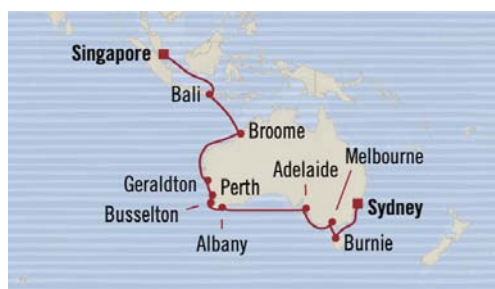 Singapore
Bali
Broome
Adelaide
Melbourne
Geraldton
Perth
Busselton
Sydney
Albany
Burnie